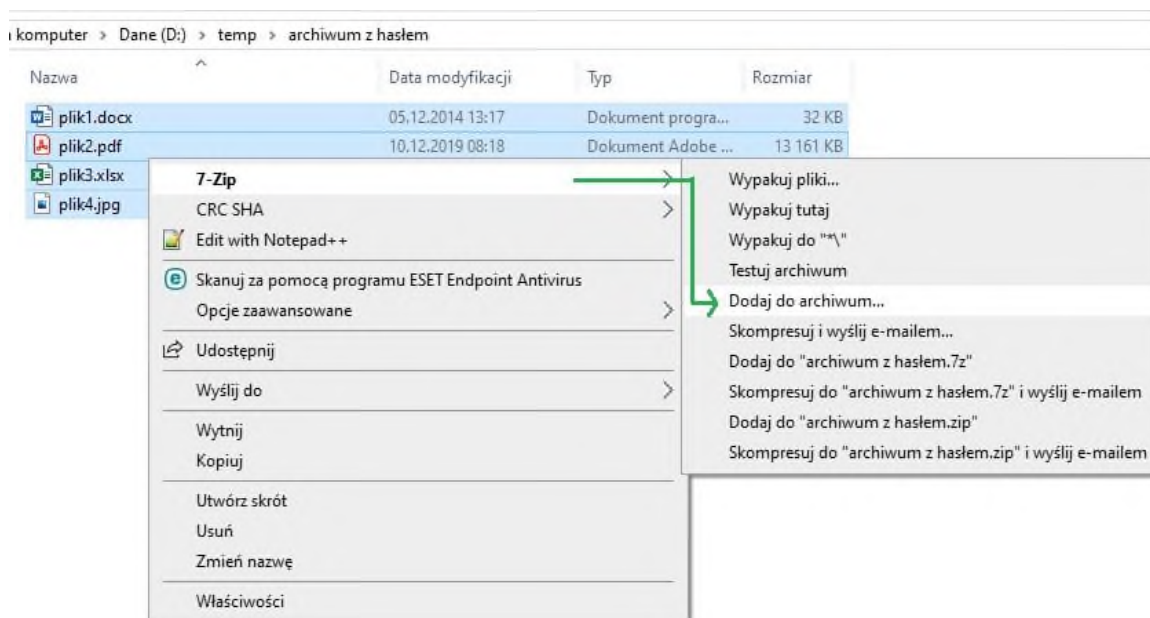 komputer > Dane (D:) > temp > archiwum z hasłem
Nazwa Data modyfikacji Typ Rozmiar
plik1.docx 05.12.2014 13:17 Dokument progra... 32 KB
plik2.pdf 10.12.2019 08:18 Dokument Adobe ... 13 161 KB
plik3.xlsx
plik4.jpg
7-Zip
CRC SHA
Edit with Notepad++
Skanuj za pomocą programu ESET Endpoint Antivirus
Opcje zaawansowane
Udostępnij
Wyślij do
Wytnij
Kopiuj
Utwórz skrót
Usuń
Zmień nazwę
Właściwości
Wypakuj pliki...
Wypakuj tutaj
Wypakuj do "*\"
Testuj archiwum
Dodaj do archiwum...
Skompresuj i wyślij e-mailem...
Dodaj do "archiwum z hasłem.7z"
Skompresuj do "archiwum z hasłem.7z" i wyślij e-mailem
Dodaj do "archiwum z hasłem.zip"
Skompresuj do "archiwum z hasłem.zip" i wyślij e-mailem